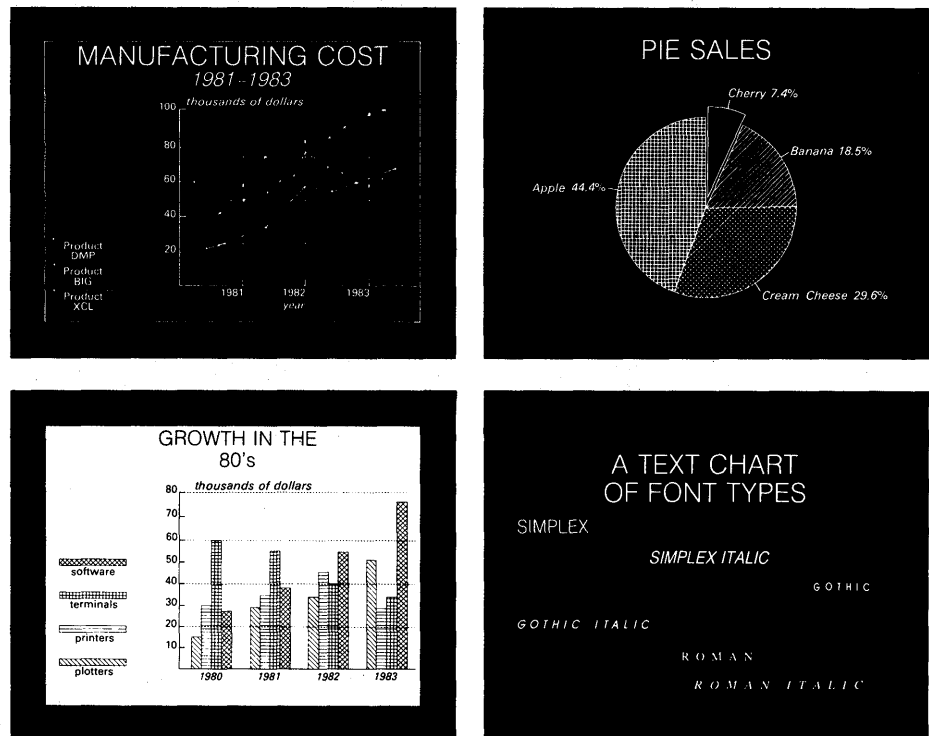 MANUFACTURING COST
1981-1983
thousands of dollars
100
80
60
40
20
1981 1982 1983
year
Product
DMP
Product
BIG
Product
XCL
PIE SALES
Cherry 7.4%
Banana 18.5%
Apple 44.4%
Cream Cheese 29.6%
GROWTH IN THE
80's
thousands of dollars
80
70
60
50
40
30
20
10
1980 1981 1982 1983
software
terminals
printers
plotters
A TEXT CHART
OF FONT TYPES
SIMPLEX
SIMPLEX ITALIC
GOTHIC
GOTHIC ITALIC
ROMAN
ROMAN ITALIC